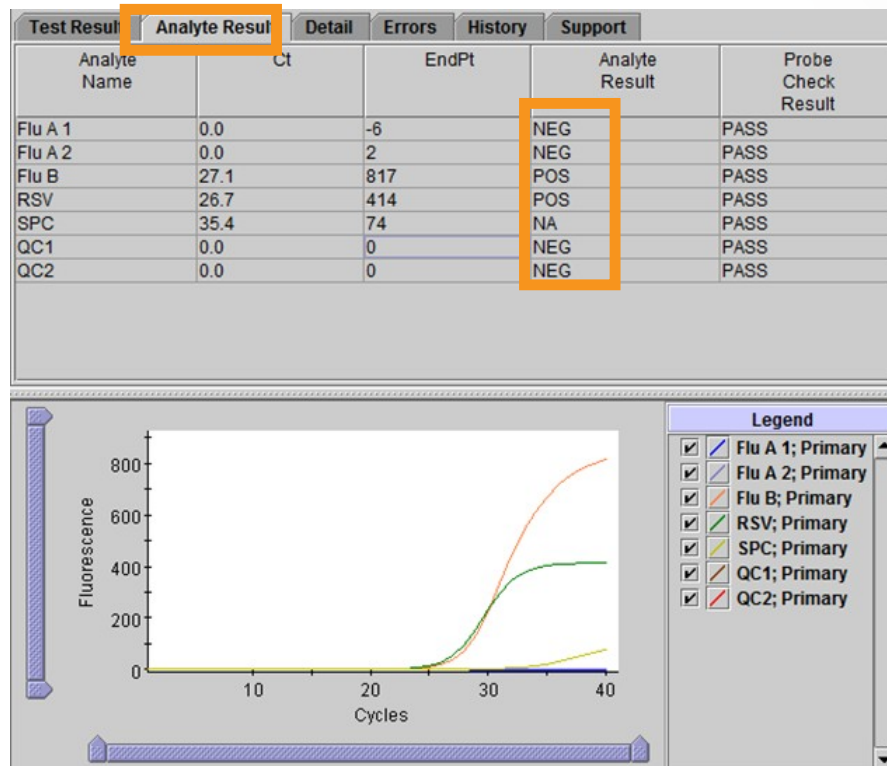 Test Result Analyte Result Detail Errors History Support
Analyte Name Ct EndPt Analyte Result Probe Check Result
Flu A 1 0.0 -6 NEG PASS
Flu A 2 0.0 2 NEG PASS
Flu B 27.1 817 POS PASS
RSV 26.7 414 POS PASS
SPC 35.4 74 NA PASS
QC1 0.0 0 NEG PASS
QC2 0.0 0 NEG PASS
Legend
Flu A 1; Primary
Flu A 2; Primary
Flu B; Primary
RSV; Primary
SPC; Primary
QC1; Primary
QC2; Primary
Fluorescence
800
600
400
200
0
10 20 30 40
Cycles